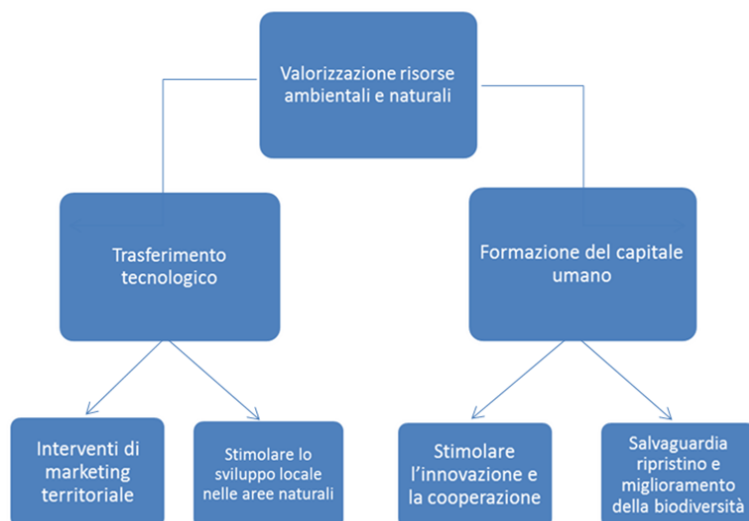 Valorizzazione risorse
ambientali e naturali
Trasferimento
tecnologico
Formazione del capitale
umano
Interventi di
marketing
territoriale
Stimolare lo
sviluppo locale
nelle aree naturali
Stimolare
l’innovazione e
la cooperazione
Salvaguardia
ripristino e
miglioramento
della biodiversità